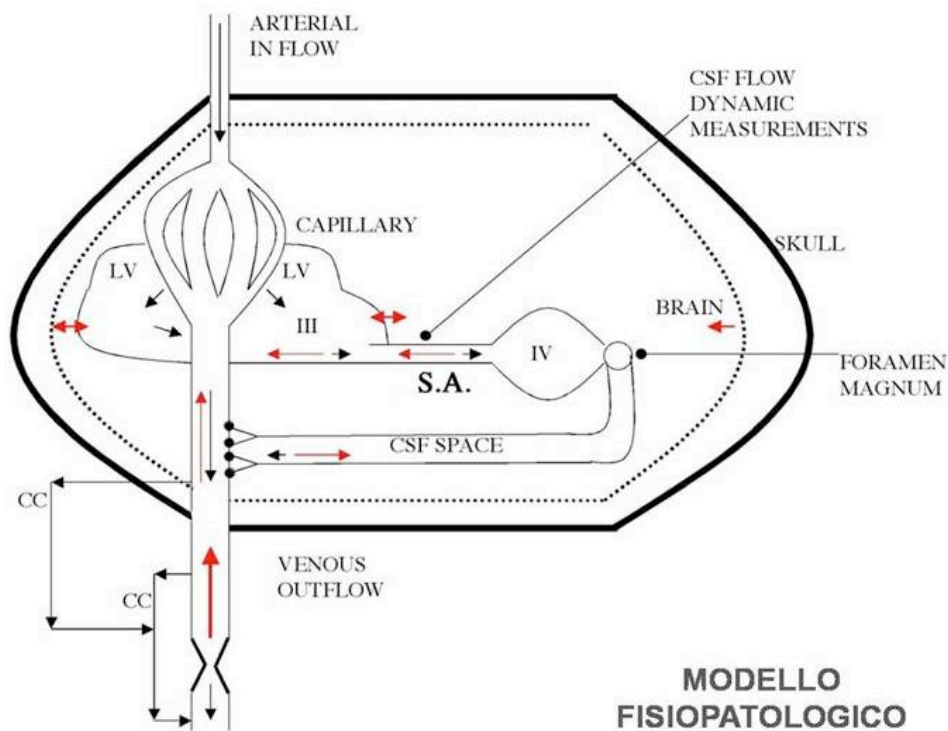 ARTERIAL
IN FLOW
CSF FLOW
DYNAMIC
MEASUREMENTS
CAPILLARY
SKULL
LV
LV
III
BRAIN
IV
FORAMEN
MAGNUM
S.A.
CSF SPACE
CC
VENOUS
OUTFLOW
CC
MODELLO
FISIOPATOLOGICO